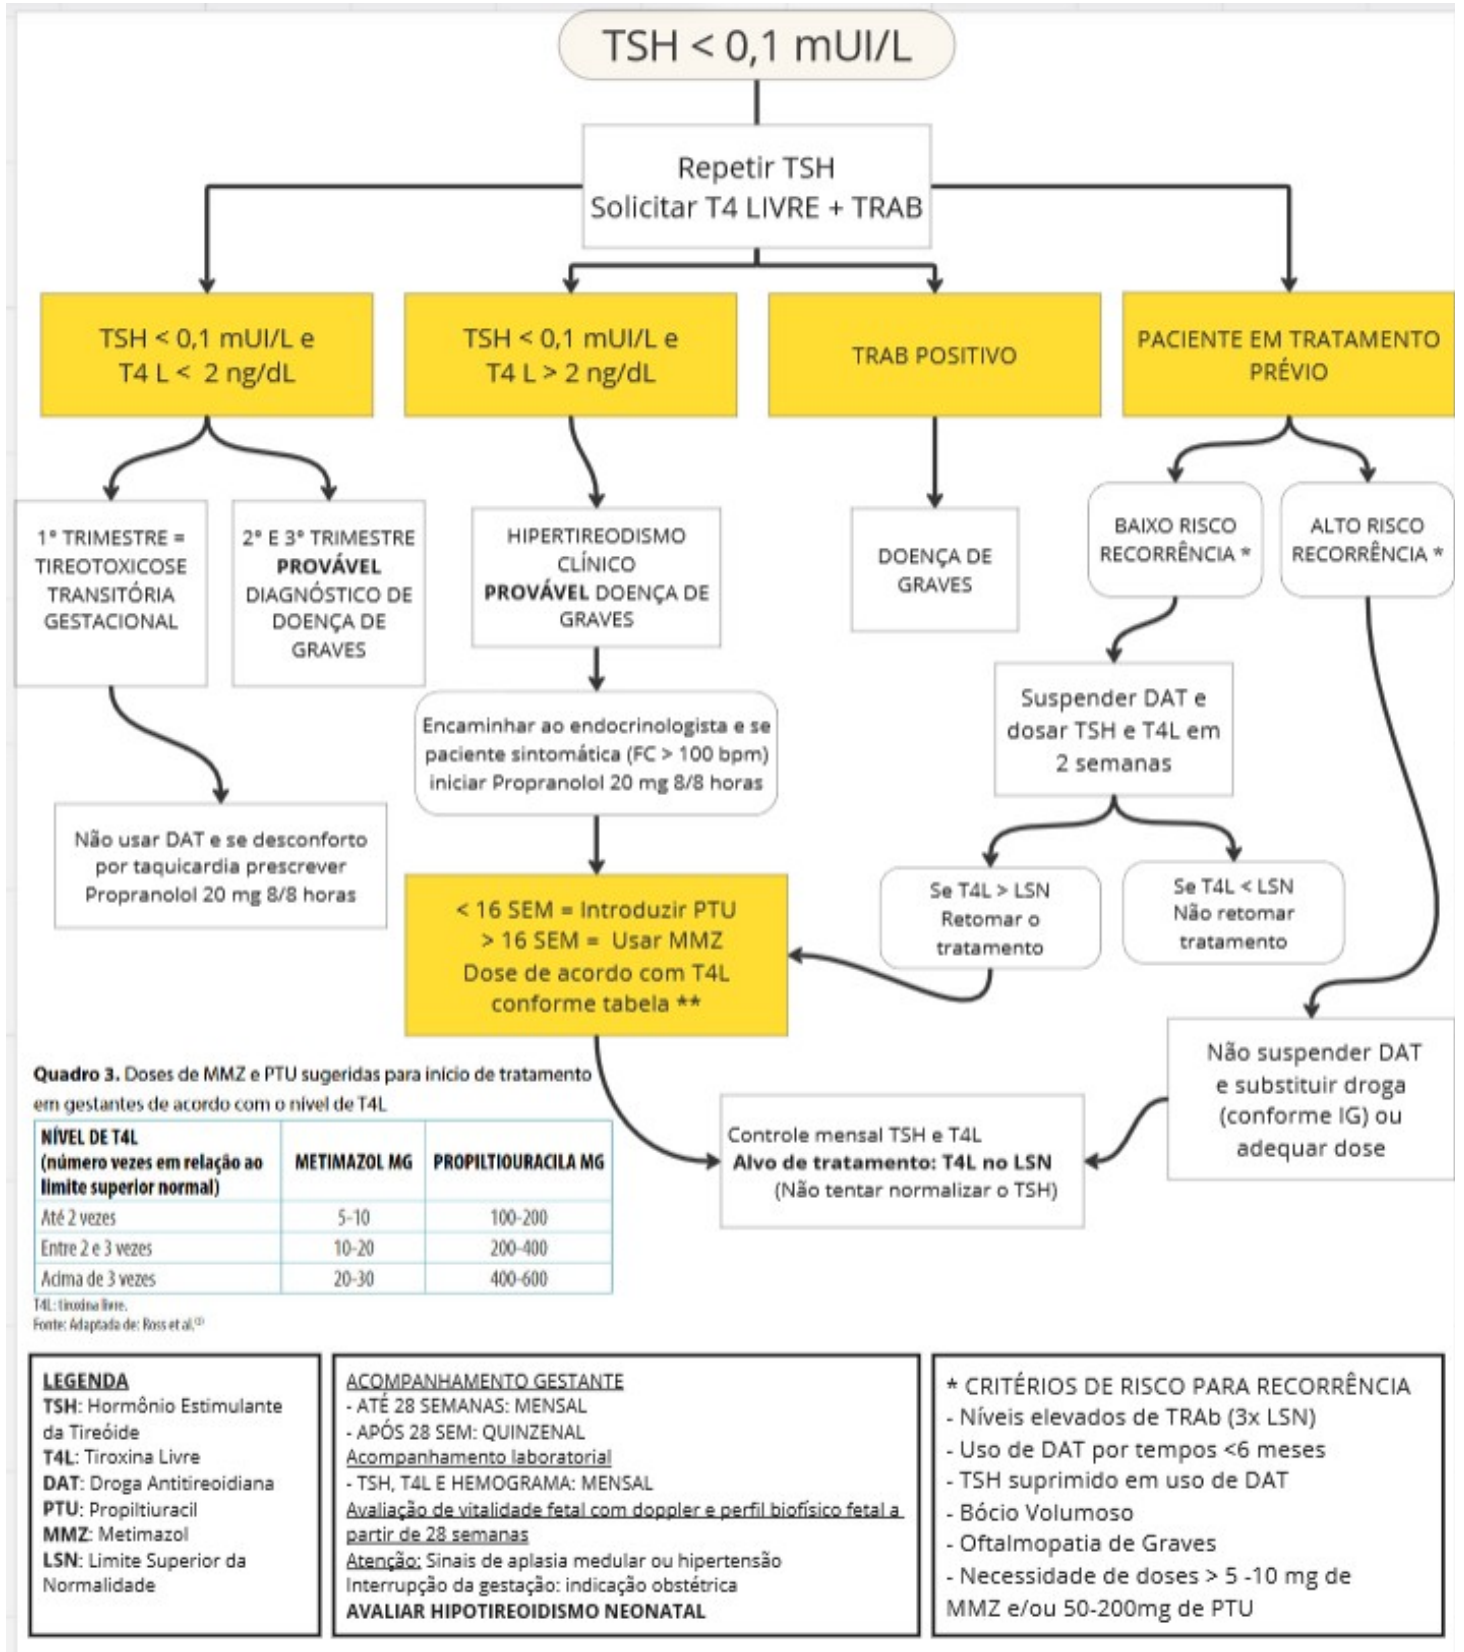 TSH < 0,1 mUI/L
Repetir TSH
Solicitar T4 LIVRE + TRAB
TSH < 0,1 mUI/L e
T4 L < 2 ng/dL
TSH < 0,1 mUI/L e
T4 L > 2 ng/dL
TRAB POSITIVO
PACIENTE EM TRATAMENTO
PRÉVIO
1° TRIMESTRE =
TIREOTOXICOSE
TRANSITÓRIA
GESTACIONAL
2° E 3° TRIMESTRE
PROVÁVEL
DIAGNÓSTICO DE
DOENÇA DE
GRAVES
HIPERTIREODISMO
CLÍNICO
PROVÁVEL DOENÇA DE
GRAVES
DOENÇA DE
GRAVES
BAIXO RISCO
RECORRÊNCIA *
ALTO RISCO
RECORRÊNCIA *
Encaminhar ao endocrinologista e se
paciente sintomática (FC > 100 bpm)
iniciar Propranolol 20 mg 8/8 horas
Suspender DAT e
dosar TSH e T4L em
2 semanas
Não usar DAT e se desconforto
por taquicardia prescrever
Propranolol 20 mg 8/8 horas
< 16 SEM = Introduzir PTU
> 16 SEM = Usar MMZ
Dose de acordo com T4L
conforme tabela **
Se T4L > LSN
Retomar o
tratamento
Se T4L < LSN
Não retomar
tratamento
Não suspender DAT
e substituir droga
(conforme IG) ou
adequar dose
Controle mensal TSH e T4L
Alvo de tratamento: T4L no LSN
(Não tentar normalizar o TSH)
Quadro 3. Doses de MMZ e PTU sugeridas para início de tratamento
em gestantes de acordo com o nível de T4L
NÍVEL DE T4L
(número vezes em relação ao
limite superior normal)
METIMAZOL MG
PROPILTIOURACILA MG
Até 2 vezes 5-10 100-200
Entre 2 e 3 vezes 10-20 200-400
Acima de 3 vezes 20-30 400-600
T4L: tiroxina livre.
Fonte: Adaptada de: Ross et al.
LEGENDA
TSH: Hormônio Estimulante
da Tireóide
T4L: Tiroxina Livre
DAT: Droga Antitireoidiana
PTU: Propiltiuracil
MMZ: Metimazol
LSN: Limite Superior da
Normalidade
ACOMPANHAMENTO GESTANTE
- ATÉ 28 SEMANAS: MENSAL
- APÓS 28 SEM: QUINZENAL
Acompanhamento laboratorial
- TSH, T4L E HEMOGRAMA: MENSAL
Avaliação de vitalidade fetal com doppler e perfil biofísico fetal a
partir de 28 semanas
Atenção: Sinais de aplasia medular ou hipertensão
Interrupção da gestação: indicação obstétrica
AVALIAR HIPOTIREOIDISMO NEONATAL
* CRITÉRIOS DE RISCO PARA RECORRÊNCIA
- Níveis elevados de TRAb (3x LSN)
- Uso de DAT por tempos <6 meses
- TSH suprimido em uso de DAT
- Bócio Volumoso
- Oftalmopatia de Graves
- Necessidade de doses > 5 -10 mg de
MMZ e/ou 50-200mg de PTU